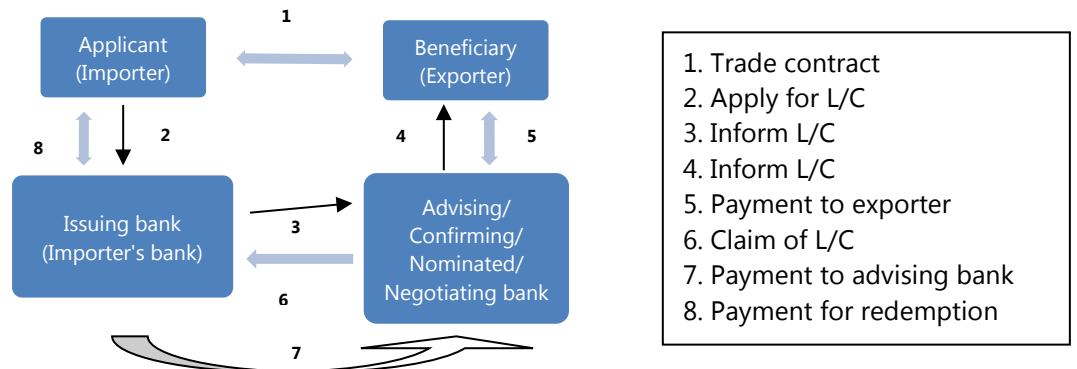 1
Applicant
(Importer)
Beneficiary
(Exporter)
8
2
4
5
Issuing bank
(Importer's bank)
3
6
Advising/
Confirming/
Nominated/
Negotiating bank
7
1. Trade contract
2. Apply for L/C
3. Inform L/C
4. Inform L/C
5. Payment to exporter
6. Claim of L/C
7. Payment to advising bank
8. Payment for redemption